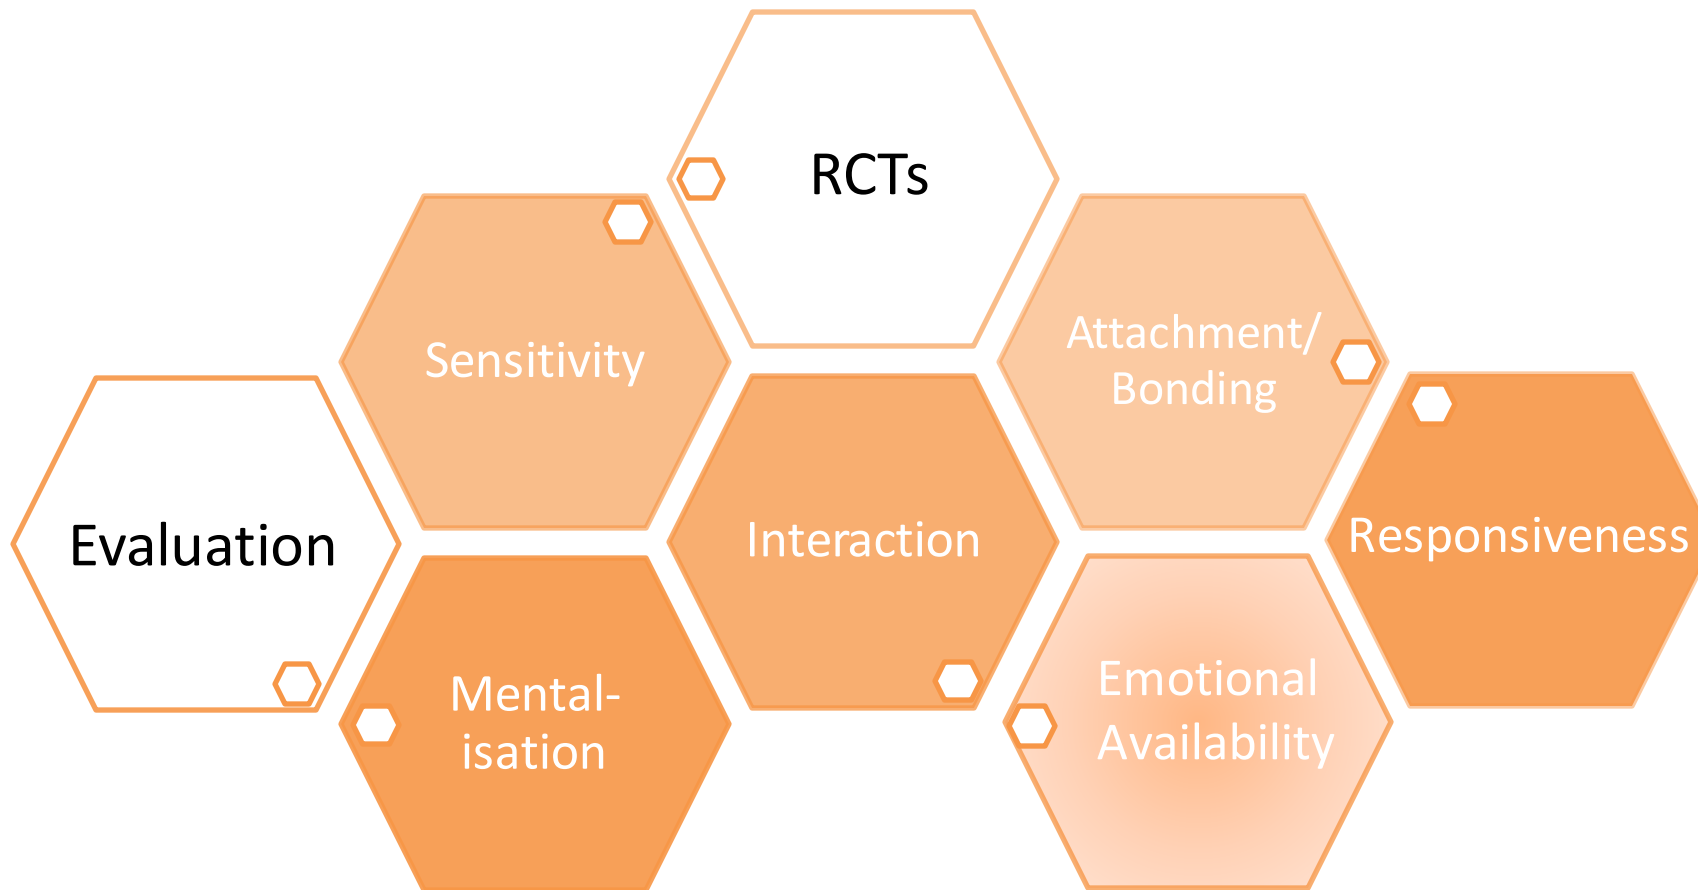 RCTs
Sensitivity
Attachment/
Bonding
Evaluation
Interaction
Responsiveness
Mental-
isation
Emotional
Availability